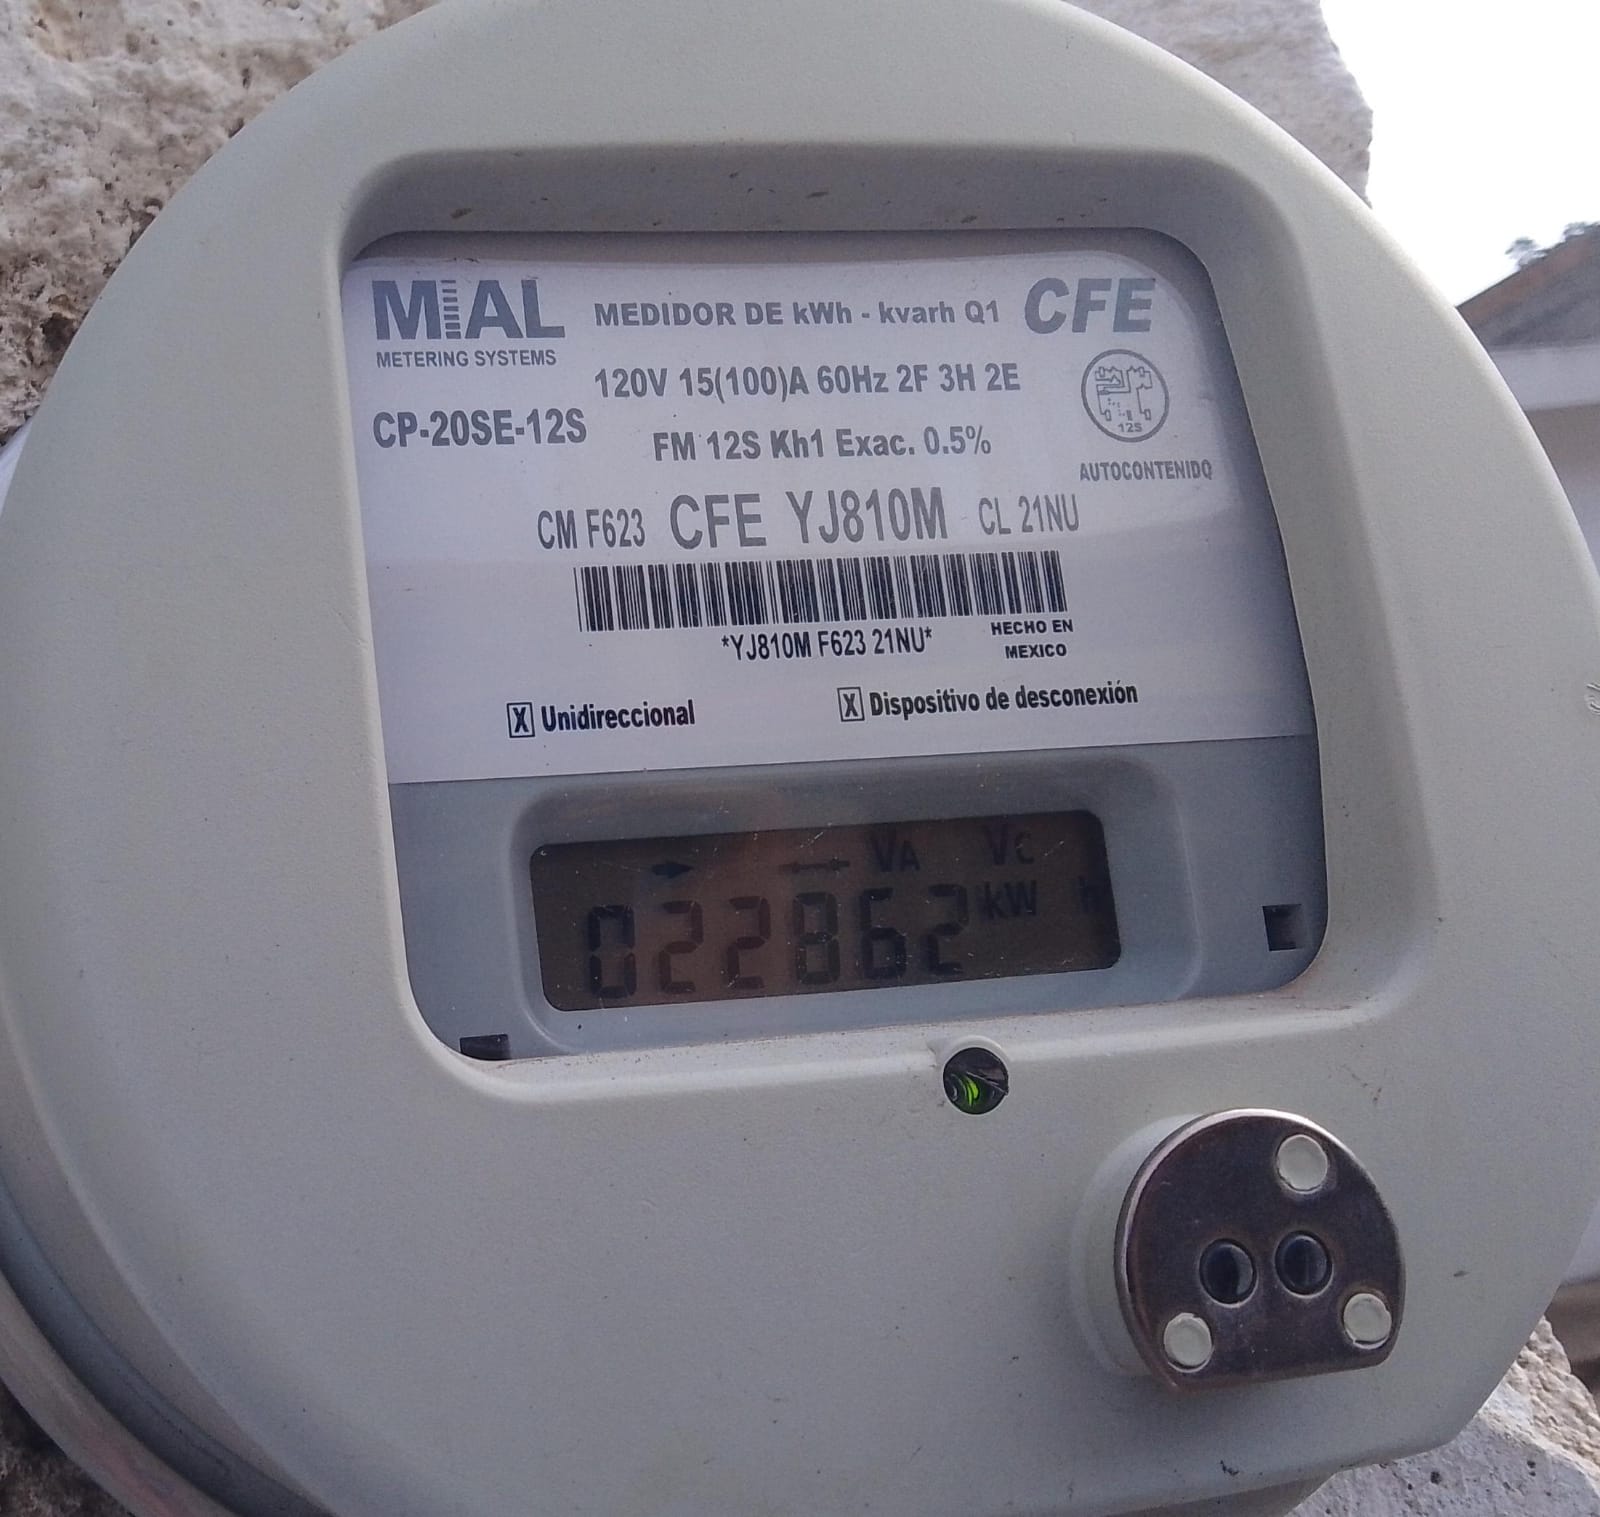 MIAL MEDIDOR DE kWh - kvarh Q1 CFE
METERING SYSTEMS
120V 15(100)A 60Hz 2F 3H 2E
CP-20SE-12S
FM 12S Kh1 Exac. 0.5%
12S
AUTOCONTENIDO
CM F623 CFE YJ810M CL 21NU
*YJ810M F623 21NU*
HECHO EN
MEXICO
X Unidireccional X Dispositivo de desconexión
VA VC
022862 kW h